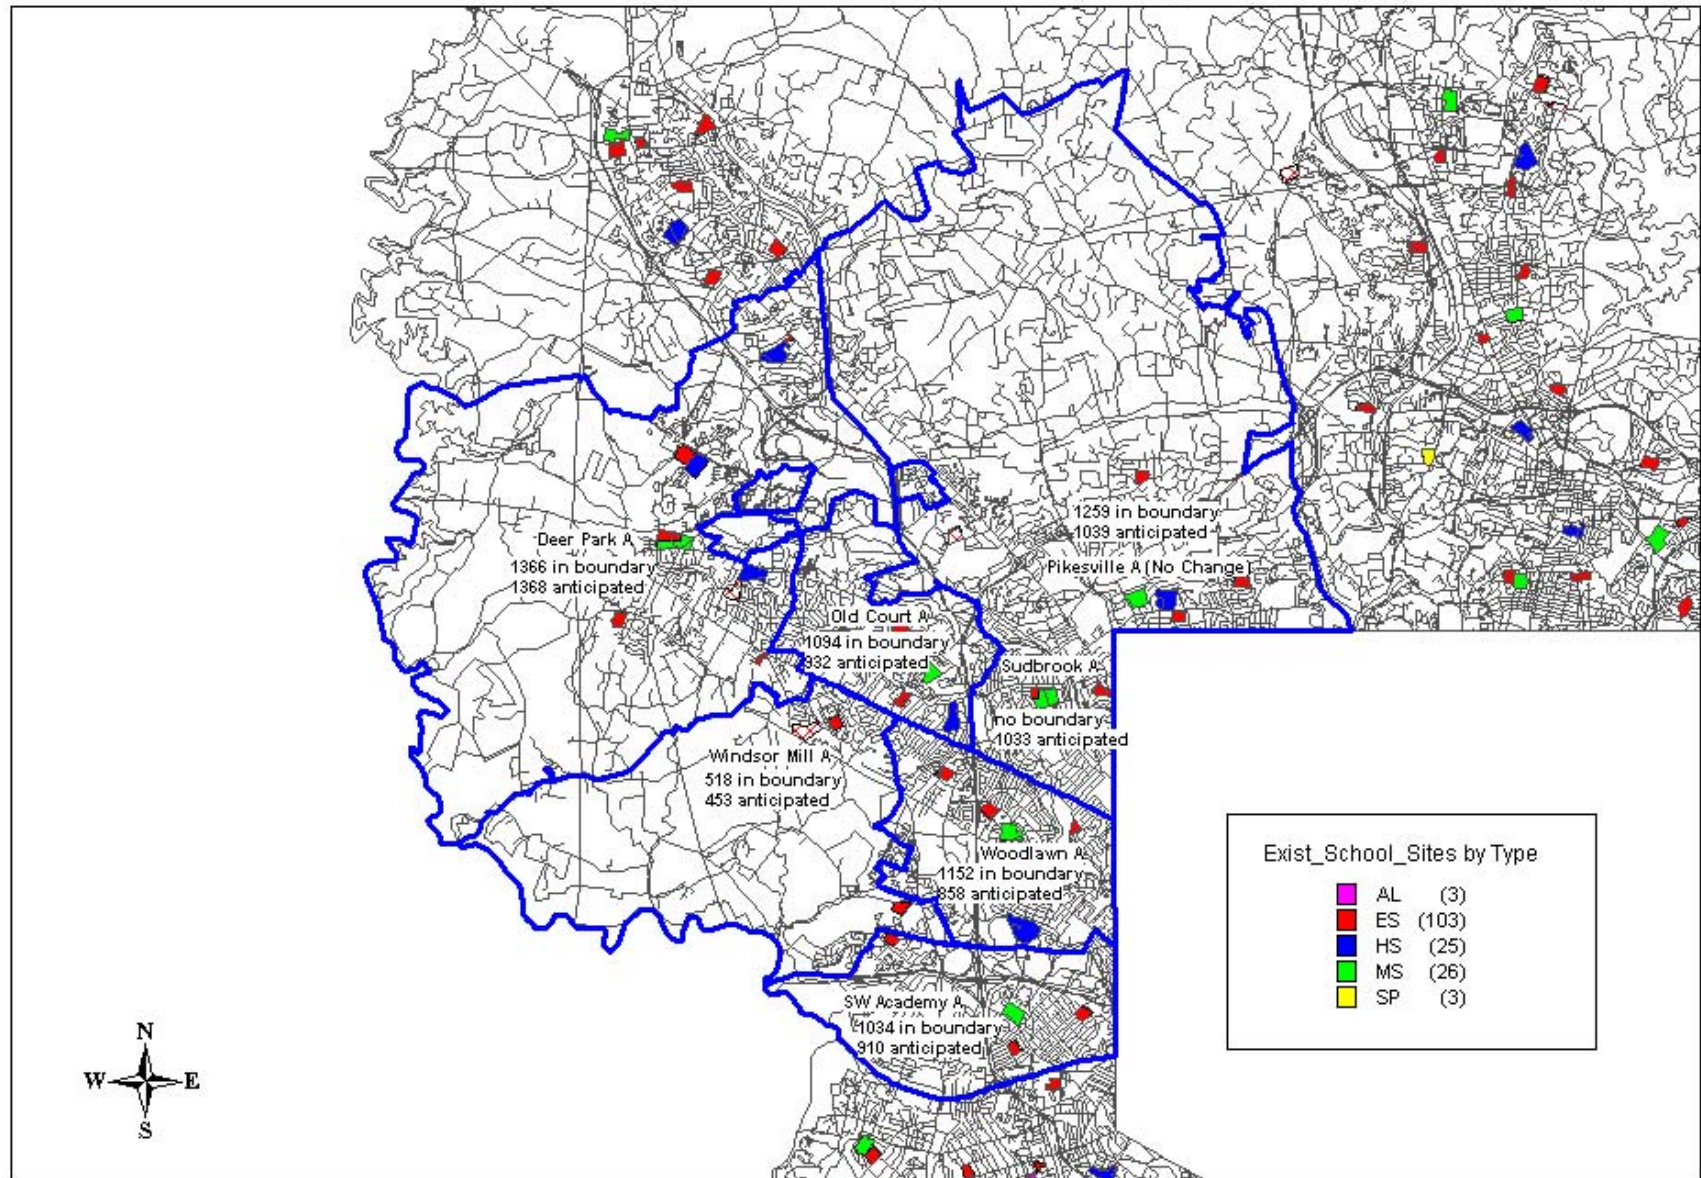 1259 in boundary
1039 anticipated
Pikesville A (No Change)
Deer Park A
1366 in boundary
1368 anticipated
Old Court A
1094 in boundary
932 anticipated
Sudbrook A
no boundary
1033 anticipated
Windsor Mill A
518 in boundary
453 anticipated
Woodlawn A
1152 in boundary
858 anticipated
SW Academy A
1034 in boundary
910 anticipated
Exist_School_Sites by Type
AL (3)
ES (103)
HS (25)
MS (26)
SP (3)
N
W E
S